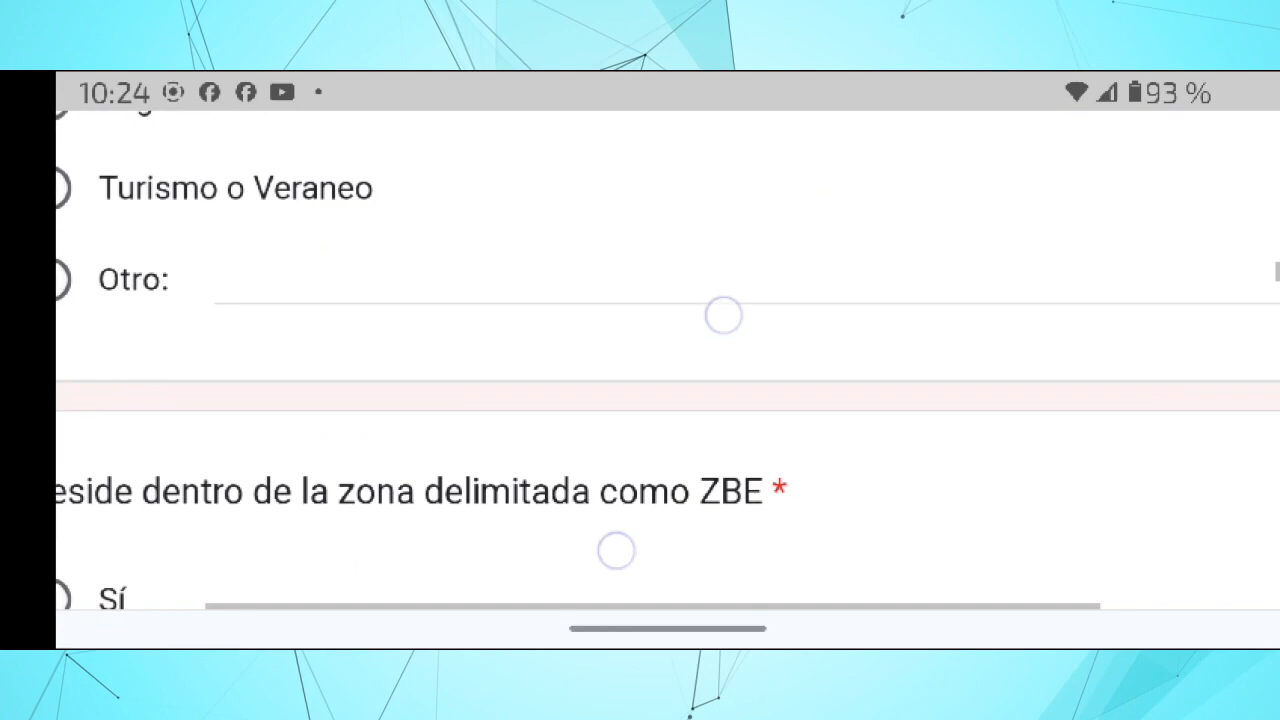 10:24
93 %
Turismo o Veraneo
Otro:
eside dentro de la zona delimitada como ZBE *
Sí